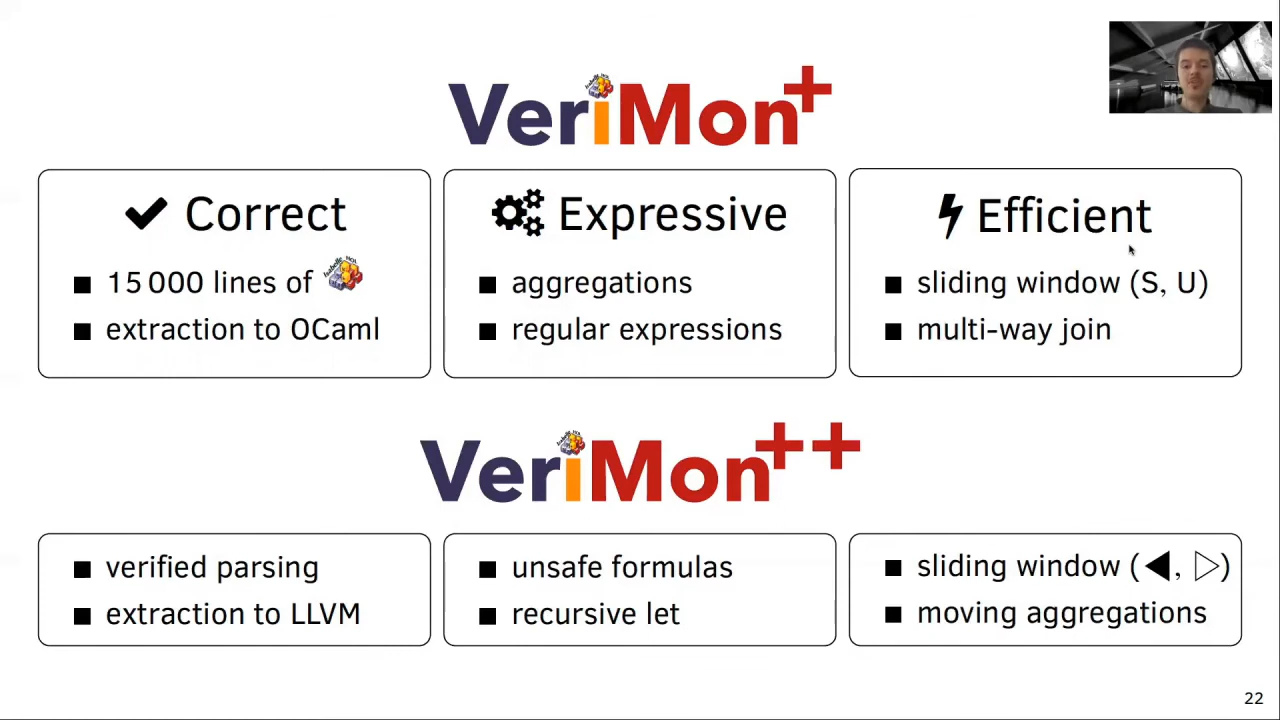 VeriMon+
Correct
15 000 lines of
extraction to OCaml
Expressive
aggregations
regular expressions
Efficient
sliding window (S, U)
multi-way join
VeriMon++
verified parsing
extraction to LLVM
unsafe formulas
recursive let
sliding window (◀, ▷)
moving aggregations
22